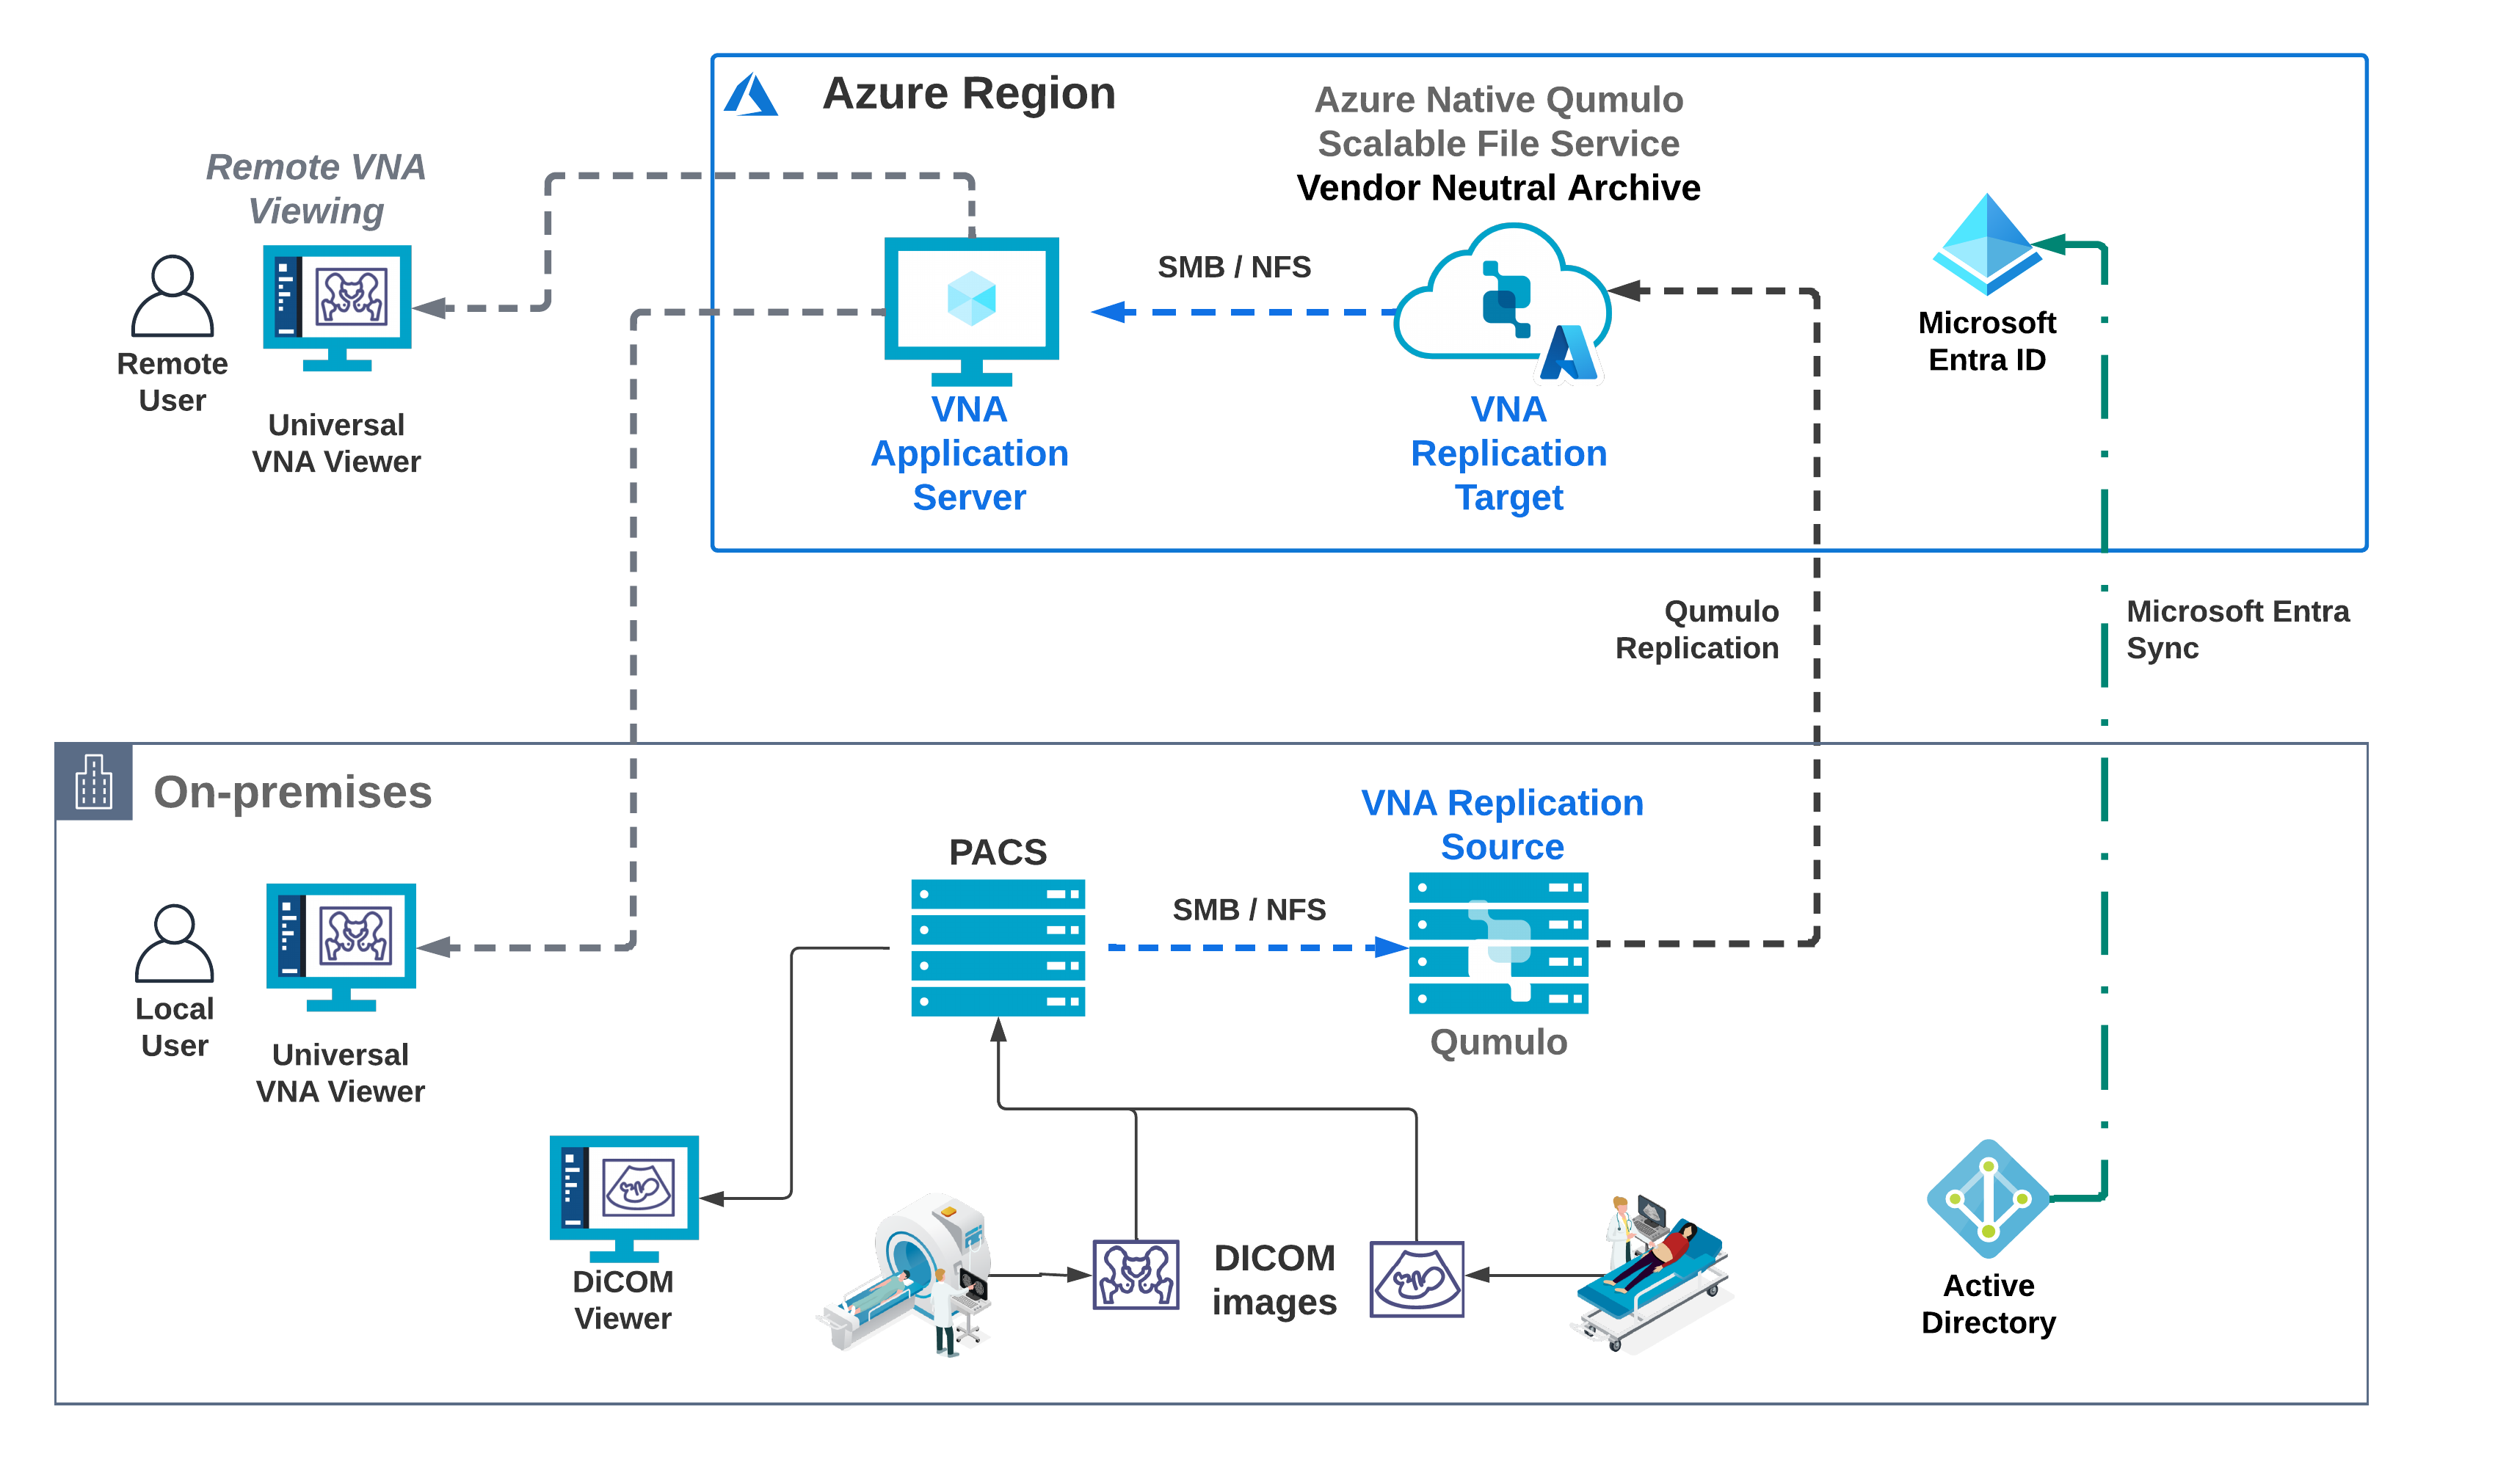 Azure Region
Azure Native Qumulo
Scalable File Service
Vendor Neutral Archive
Remote VNA
Viewing
SMB / NFS
Remote
User
Universal
VNA Viewer
VNA
Application
Server
VNA
Replication
Target
Microsoft
Entra ID
Qumulo
Replication
Microsoft Entra
Sync
On-premises
VNA Replication
Source
PACS
SMB / NFS
Local
User
Universal
VNA Viewer
Qumulo
DiCOM
Viewer
DICOM
images
Active
Directory